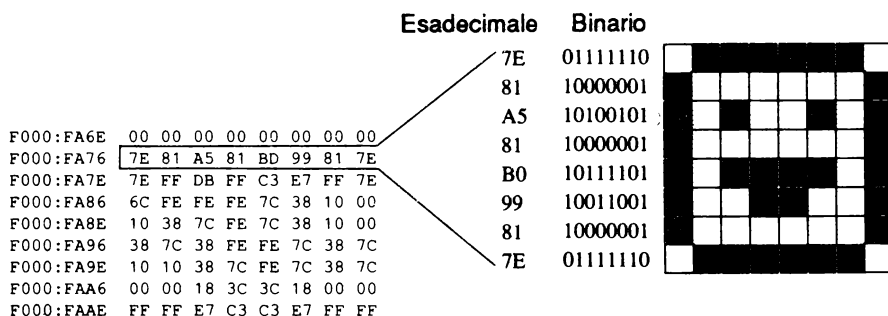 Esadecimale Binario
7E 01111110
81 10000001
A5 10100101
81 10000001
B0 10111101
99 10011001
81 10000001
7E 01111110
F000:FA6E 00 00 00 00 00 00 00 00
F000:FA76 7E 81 A5 81 BD 99 81 7E
F000:FA7E 7E FF DB FF C3 E7 FF 7E
F000:FA86 6C FE FE FE 7C 38 10 00
F000:FA8E 10 38 7C FE 7C 38 10 00
F000:FA96 38 7C 38 FE FE 7C 38 7C
F000:FA9E 10 10 38 7C FE 7C 38 7C
F000:FAA6 00 00 18 3C 3C 18 00 00
F000:FAAE FF FF E7 C3 C3 E7 FF FF